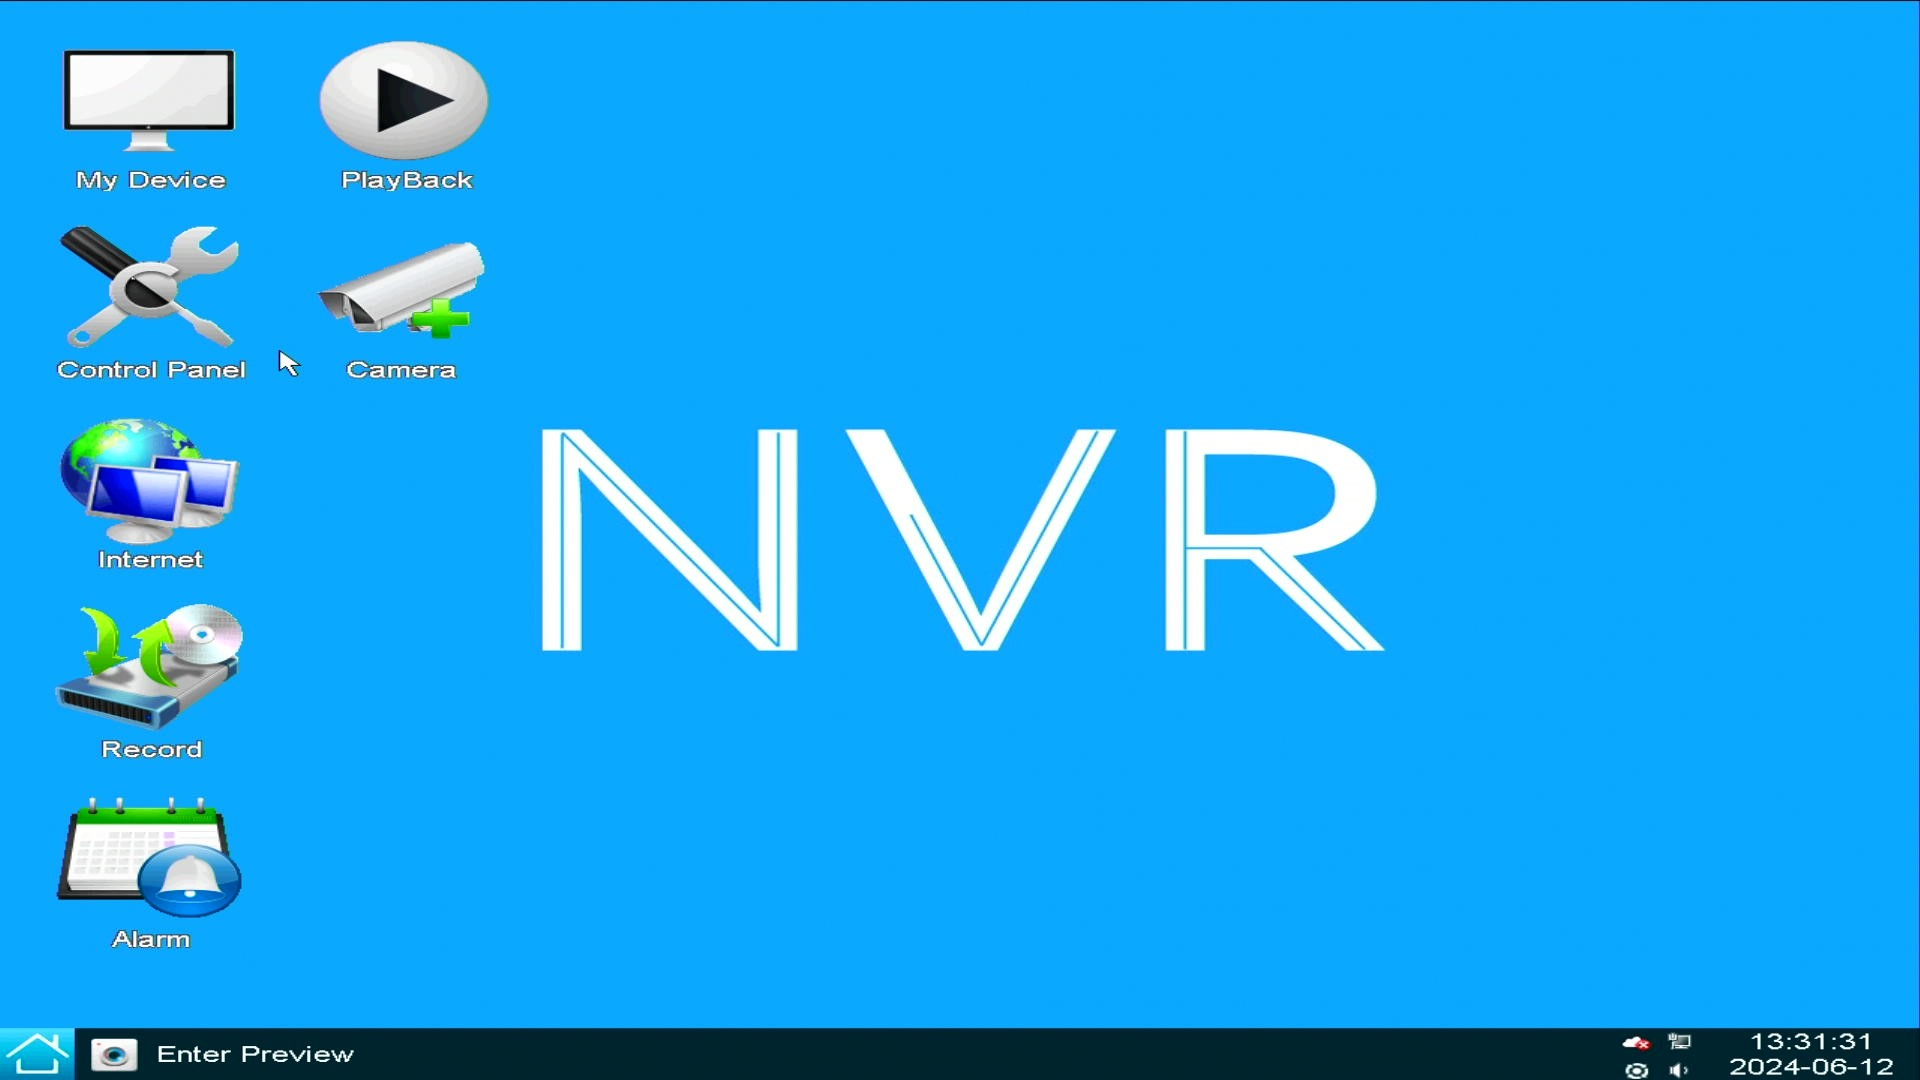 My Device
PlayBack
Control Panel
Camera
Internet
NVR
Record
Alarm
Enter Preview
13:31:31
2024-06-12